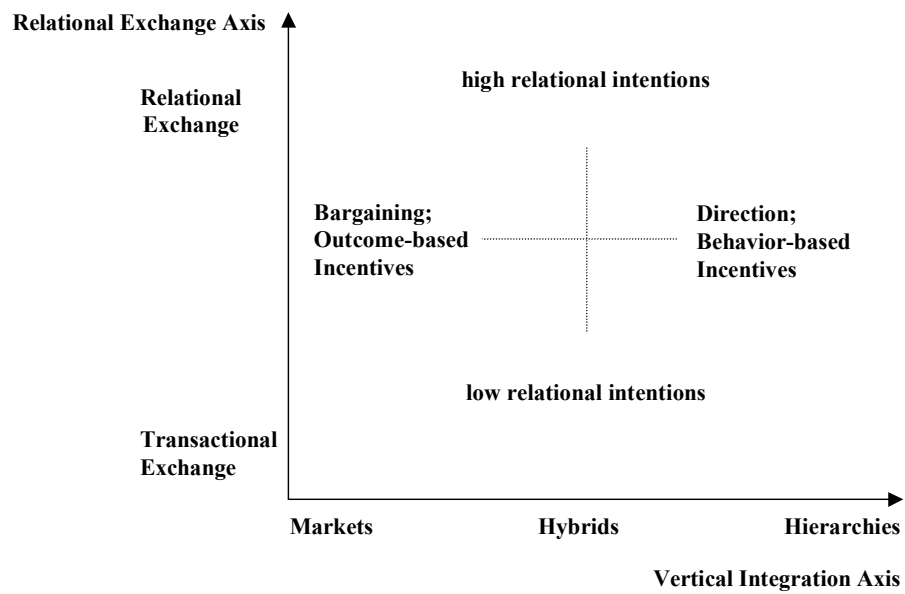 Relational Exchange Axis
high relational intentions
Relational
Exchange
Bargaining;
Outcome-based
Incentives
Direction;
Behavior-based
Incentives
low relational intentions
Transactional
Exchange
Markets
Hybrids
Hierarchies
Vertical Integration Axis